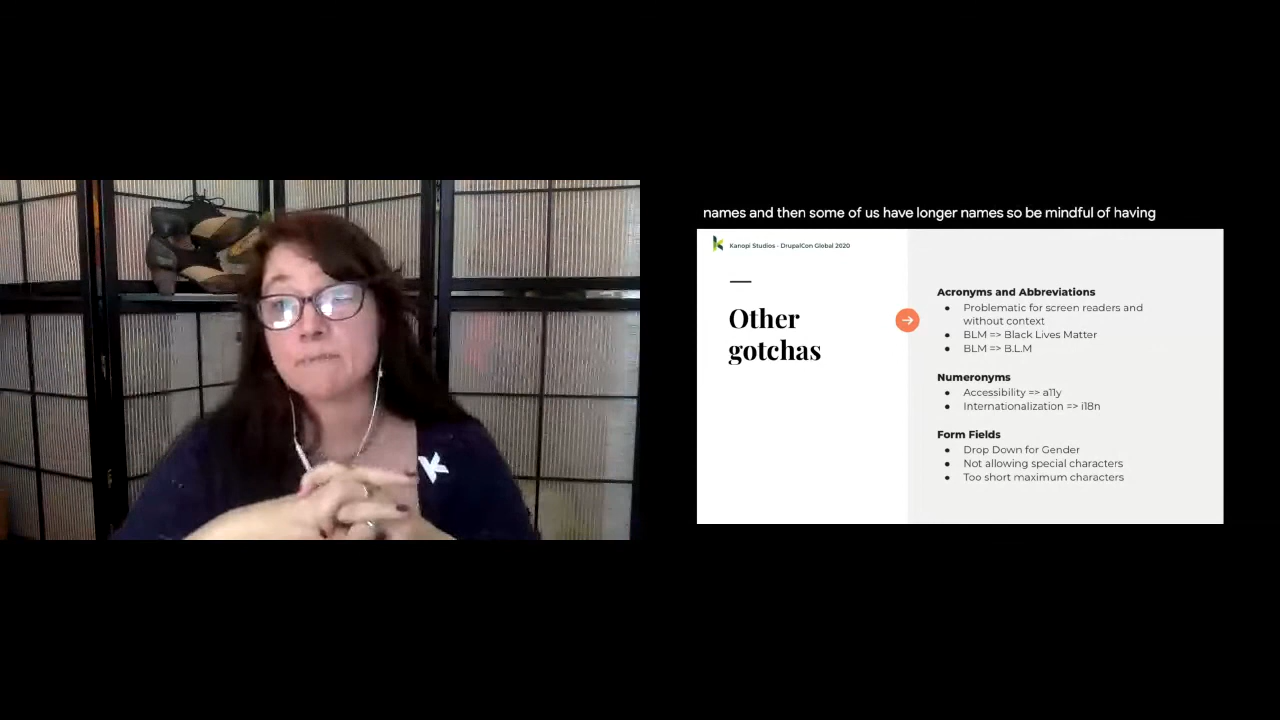 names and then some of us have longer names so be mindful of having
Kanopi Studios - DrupalCon Global 2020
Other
gotchas
Acronyms and Abbreviations
● Problematic for screen readers and
without context
● BLM => Black Lives Matter
● BLM => B.L.M
Numeronyms
● Accessibility => a11y
● Internationalization => i18n
Form Fields
● Drop Down for Gender
● Not allowing special characters
● Too short maximum characters